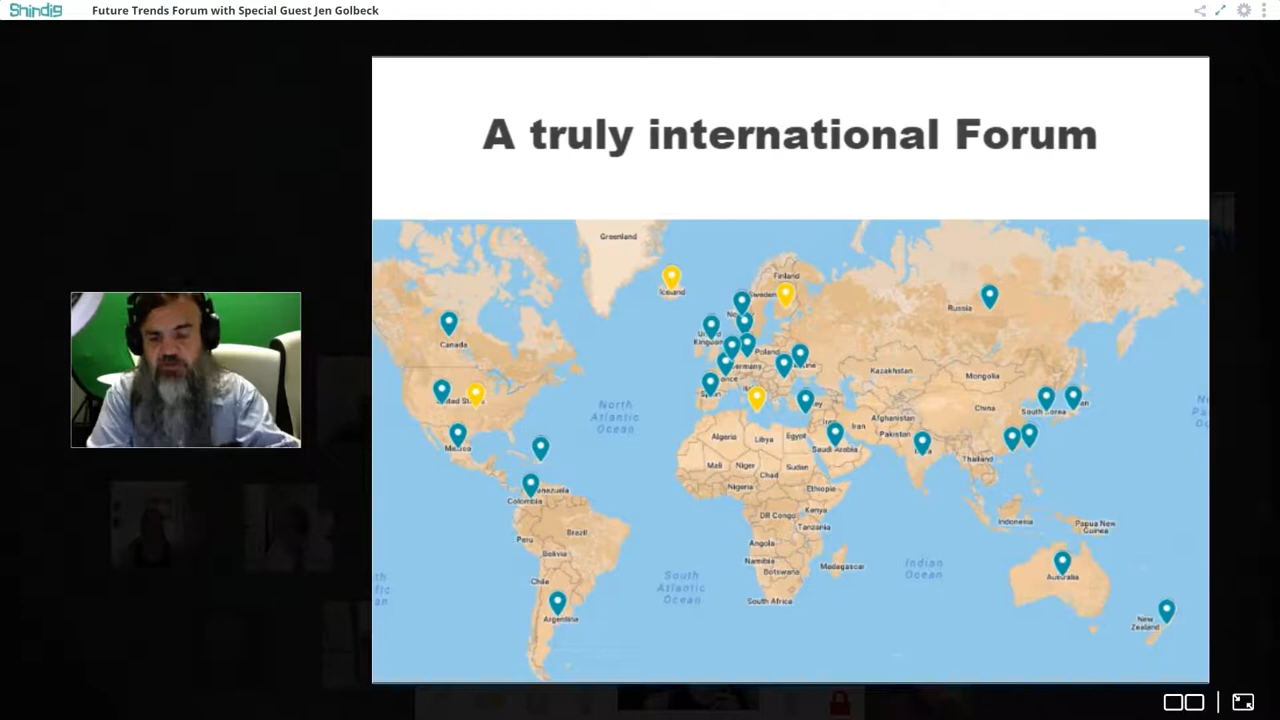 Shindig
Future Trends Forum with Special Guest Jen Golbeck
A truly international Forum
Greenland
Iceland
Finland
Sweden
Russia
Canada
United
Kingdom
Poland
Germany
Kazakhstan
Mongolia
North
Atlantic
Ocean
China
South Korea
Afghanistan
Iran
Pakistan
Algeria
Libya
Egypt
Saudi Arabia
Mexico
Mali
Niger
Chad
Sudan
Thailand
Nigeria
Ethiopia
Colombia
Venezuela
DR Congo
Kenya
Tanzania
Indonesia
Papua New
Guinea
Peru
Brazil
Bolivia
Angola
Namibia
Botswana
Madagascar
Indian
Ocean
South
Atlantic
Ocean
Chile
South Africa
Australia
Argentina
New
Zealand